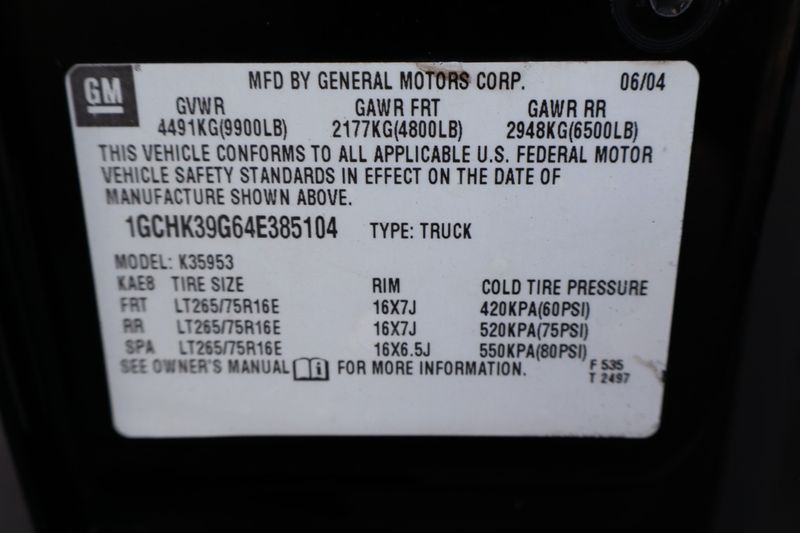 GM
MFD BY GENERAL MOTORS CORP. 06/04
GVWR GAWR FRT GAWR RR
4491KG(9900LB) 2177KG(4800LB) 2948KG(6500LB)
THIS VEHICLE CONFORMS TO ALL APPLICABLE U.S. FEDERAL MOTOR
VEHICLE SAFETY STANDARDS IN EFFECT ON THE DATE OF
MANUFACTURE SHOWN ABOVE.
1GCHK39G64E385104 TYPE: TRUCK
MODEL: K35953
KAE8 TIRE SIZE RIM COLD TIRE PRESSURE
FRT LT265/75R16E 16X7J 420KPA(60PSI)
RR LT265/75R16E 16X7J 520KPA(75PSI)
SPA LT265/75R16E 16X6.5J 550KPA(80PSI)
SEE OWNER'S MANUAL i FOR MORE INFORMATION. F 535
T 2497